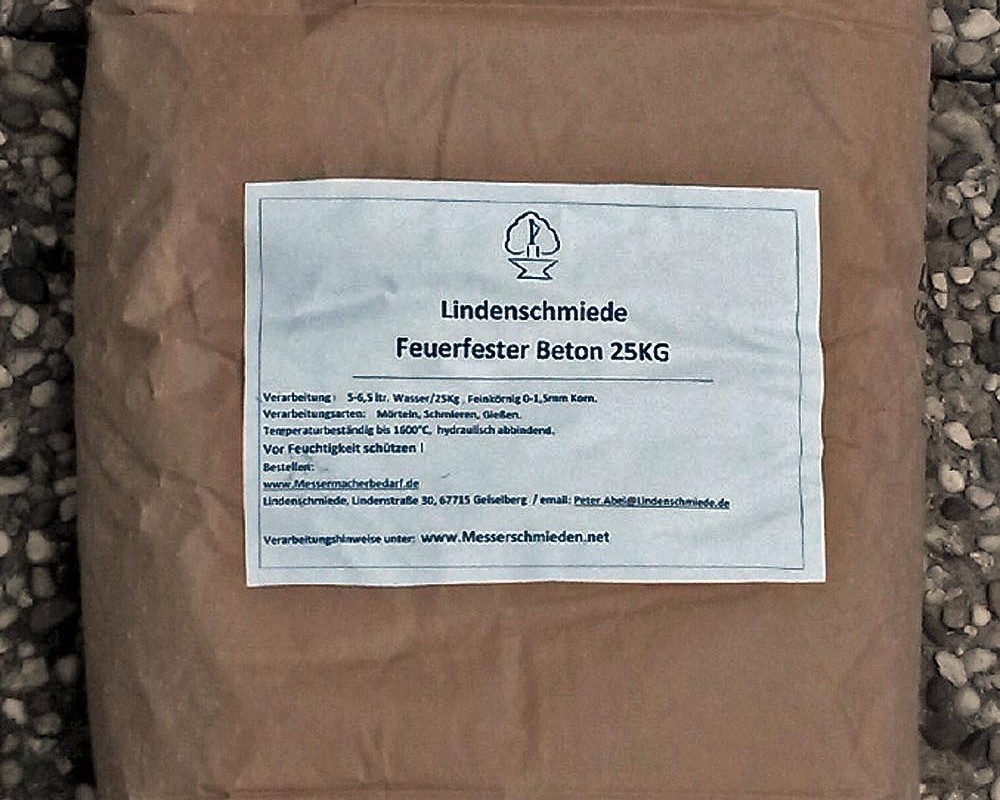 Lindenschmiede
Feuerfester Beton 25KG
Verarbeitung: 5-6,5 ltr. Wasser/25Kg , Feinkörnig 0-1,5mm Korn.
Verarbeitungsarten: Mörteln, Schmieren, Gießen.
Temperaturbeständig bis 1600°C, hydraulisch abbindend.
Vor Feuchtigkeit schützen !
Bestellen:
www.Messermacherbedarf.de
Lindenschmiede, Lindenstraße 30, 67715 Geiselberg / email: Peter.Abel@Lindenschmiede.de
Verarbeitungshinweise unter: www.Messerschmieden.net